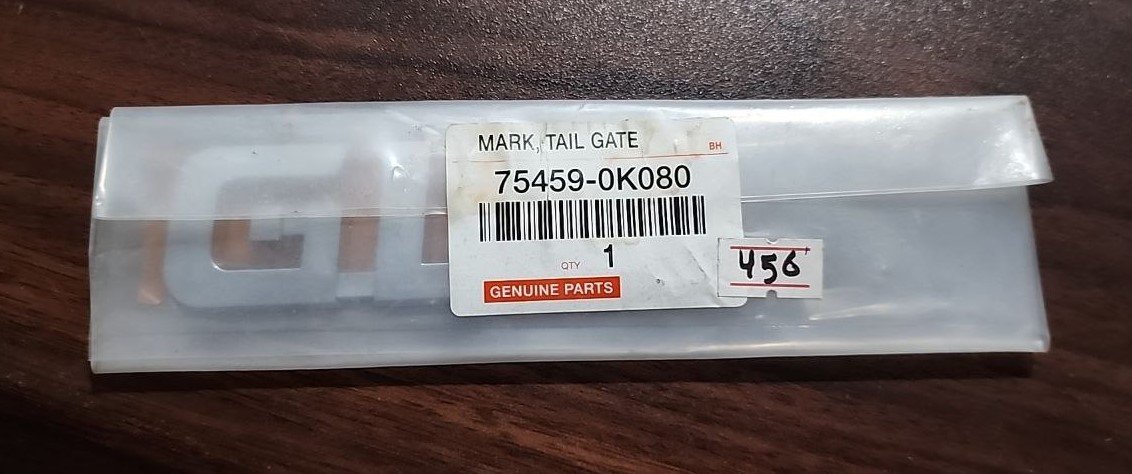 MARK, TAIL GATE
BH
75459-0K080
QTY 1
GENUINE PARTS
456
G